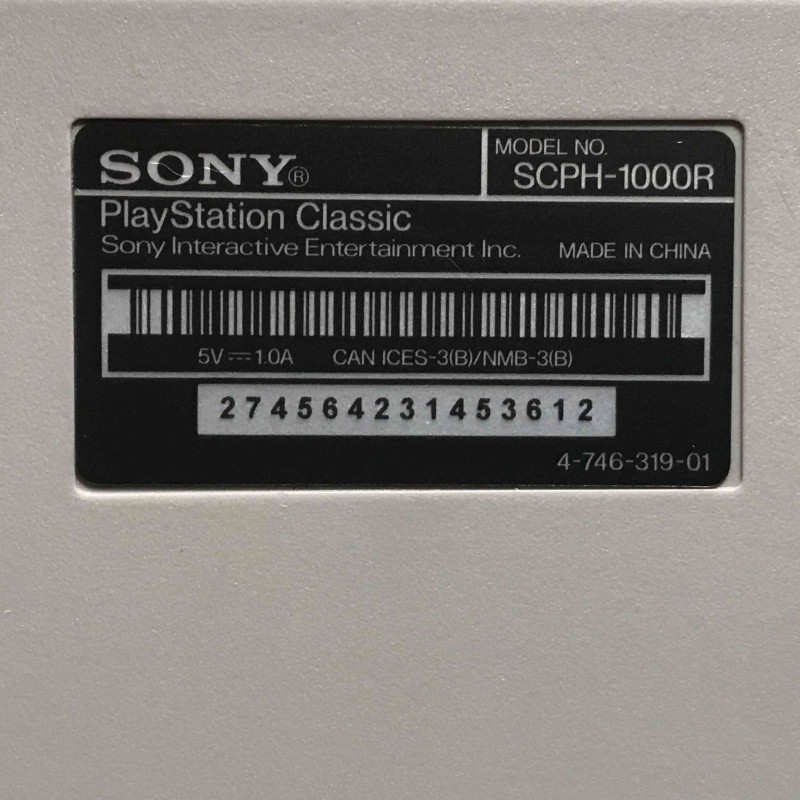 SONY®
MODEL NO.
SCPH-1000R
PlayStation Classic
Sony Interactive Entertainment Inc. MADE IN CHINA
5V⎓1.0A CAN ICES-3(B)/NMB-3(B)
274564231453612
4-746-319-01